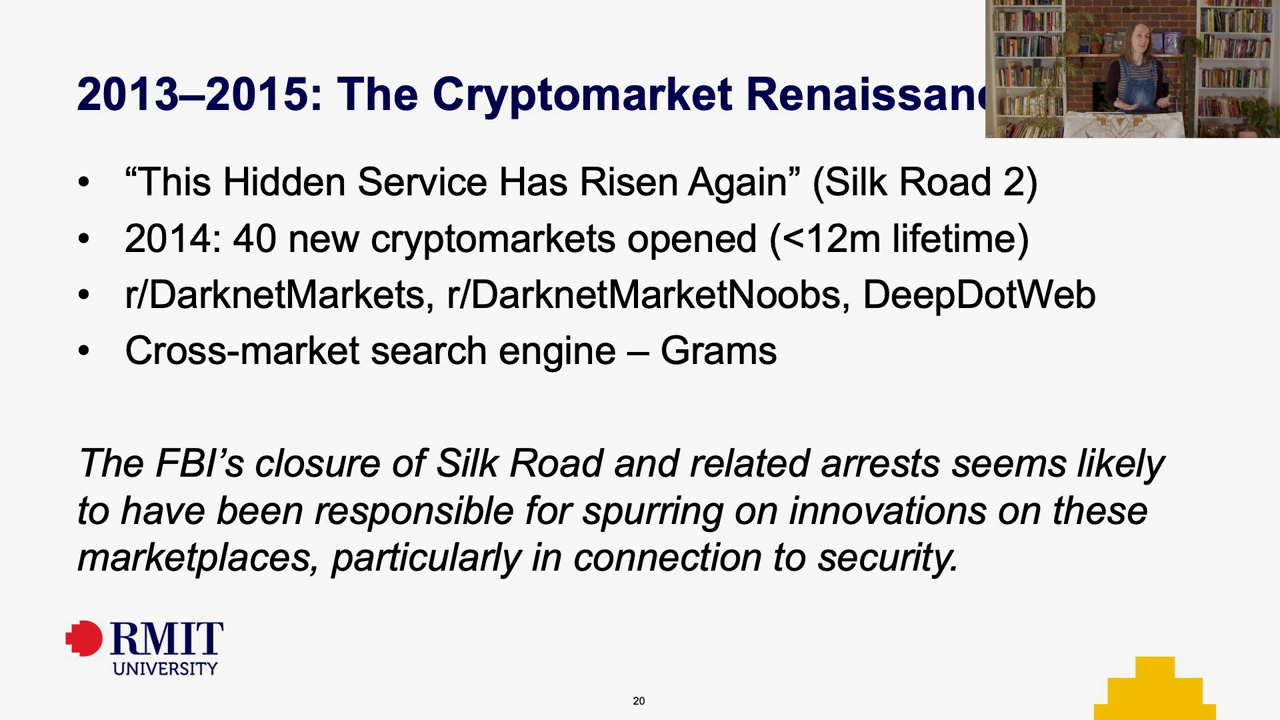 2013–2015: The Cryptomarket Renaissanc
• “This Hidden Service Has Risen Again” (Silk Road 2)
• 2014: 40 new cryptomarkets opened (<12m lifetime)
• r/DarknetMarkets, r/DarknetMarketNoobs, DeepDotWeb
• Cross-market search engine – Grams
The FBI’s closure of Silk Road and related arrests seems likely
to have been responsible for spurring on innovations on these
marketplaces, particularly in connection to security.
RMIT
UNIVERSITY
20